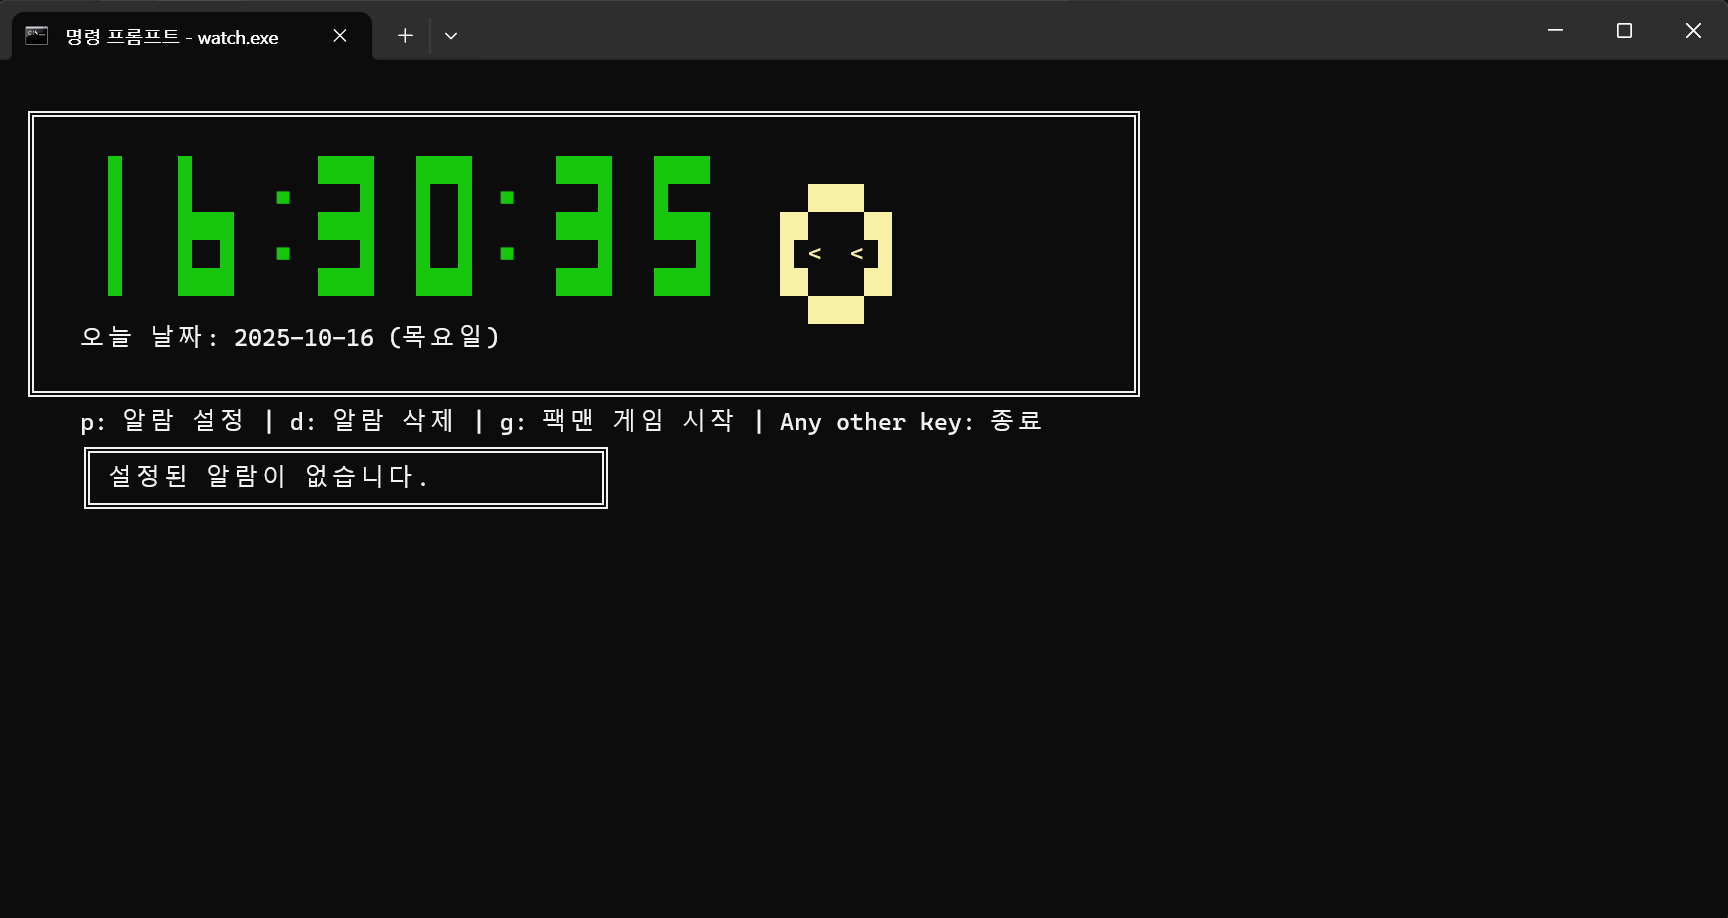 명령 프롬프트 - watch.exe
16:30:35
< <
오늘 날짜: 2025-10-16 (목요일)
p: 알람 설정 | d: 알람 삭제 | g: 팩맨 게임 시작 | Any other key: 종료
설정된 알람이 없습니다.